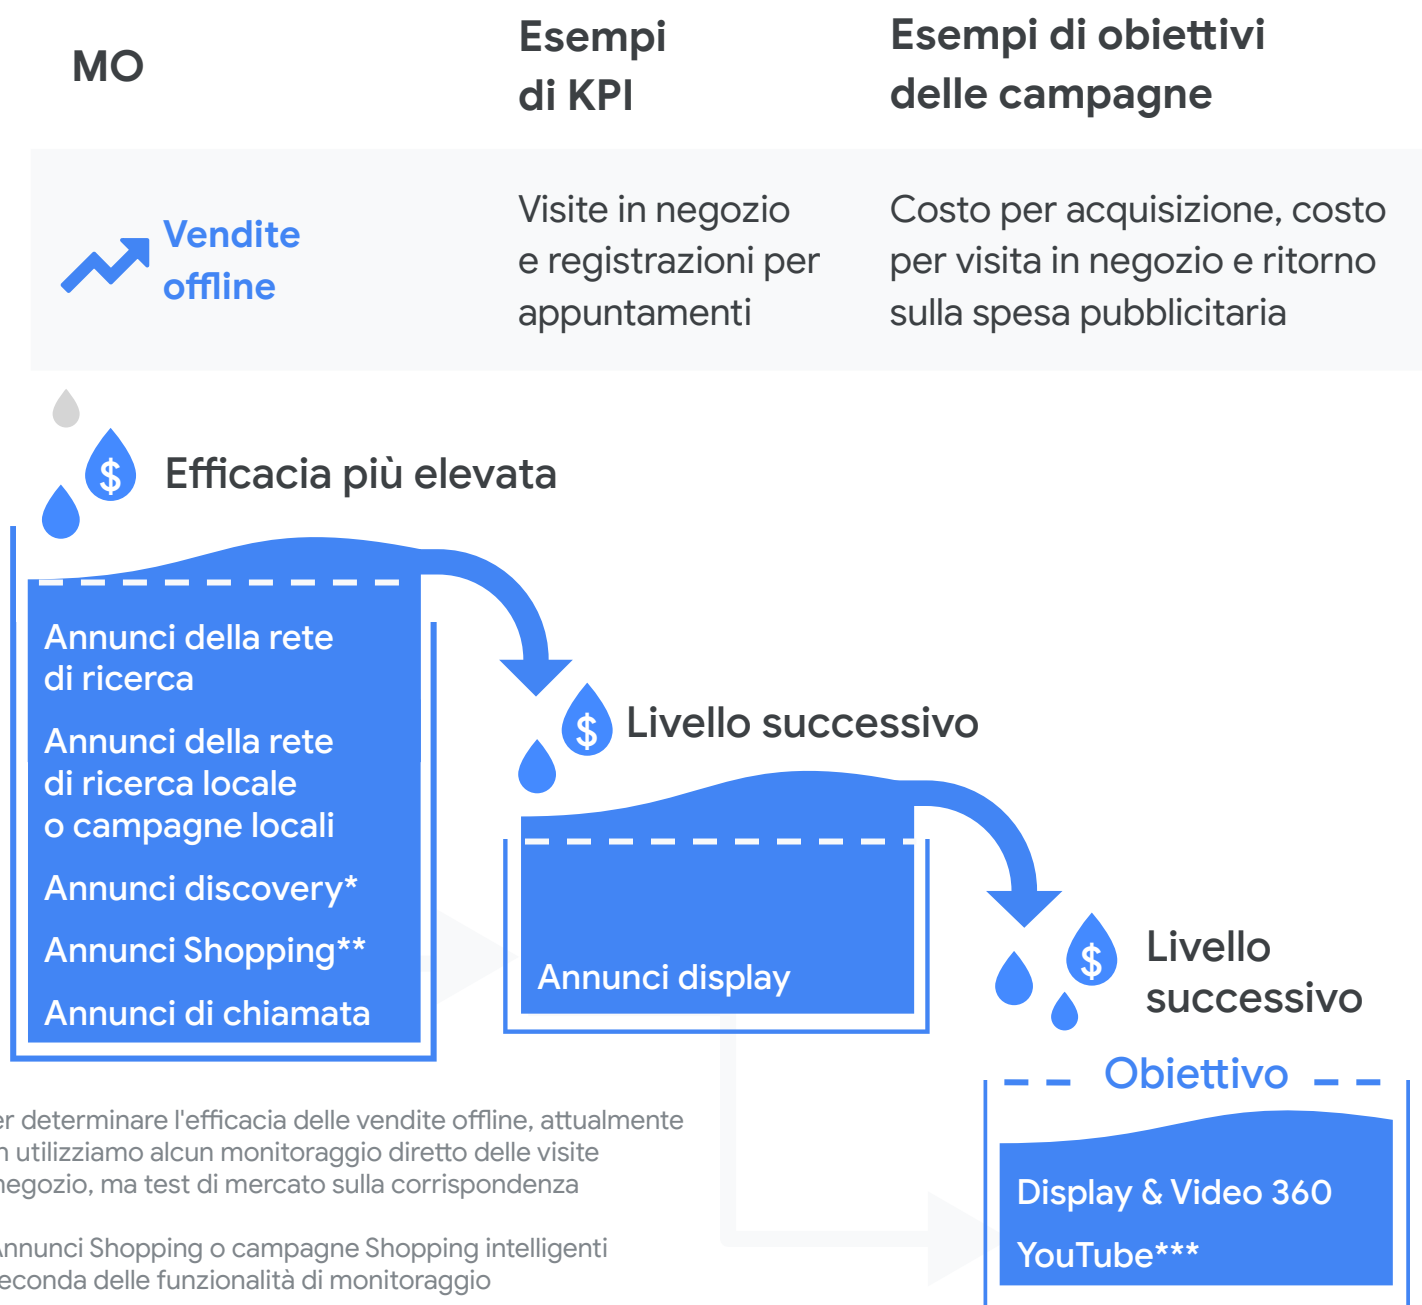 MO
Esempi
di KPI
Esempi di obiettivi
delle campagne
Vendite
offline
Visite in negozio
e registrazioni per
appuntamenti
Costo per acquisizione, costo
per visita in negozio e ritorno
sulla spesa pubblicitaria
$
Efficacia più elevata
Annunci della rete
di ricerca
Annunci della rete
di ricerca locale
o campagne locali
Annunci discovery*
Annunci Shopping**
Annunci di chiamata
$
Livello successivo
Annunci display
$
Livello
successivo
Obiettivo
Display & Video 360
YouTube***
er determinare l'efficacia delle vendite offline, attualmente
n utilizziamo alcun monitoraggio diretto delle visite
negozio, ma test di mercato sulla corrispondenza
Annunci Shopping o campagne Shopping intelligenti
econda delle funzionalità di monitoraggio